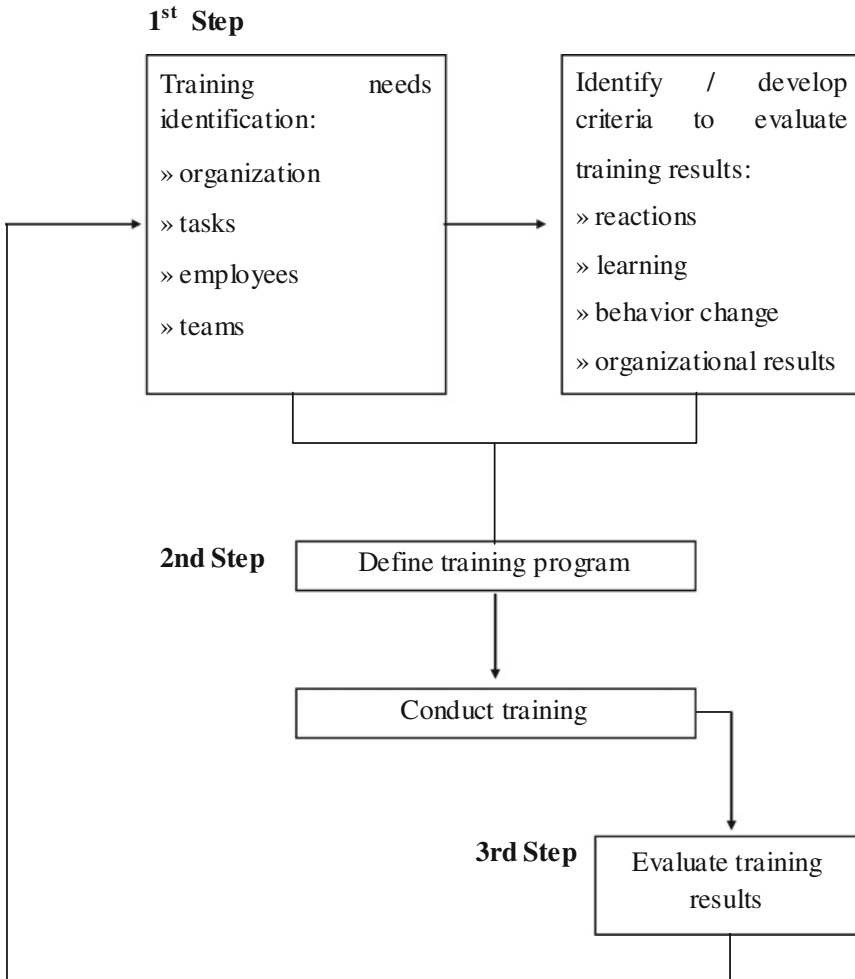 1st Step
Training needs
identification:
» organization
» tasks
» employees
» teams
Identify / develop
criteria to evaluate
training results:
» reactions
» learning
» behavior change
» organizational results
2nd Step
Define training program
Conduct training
3rd Step
Evaluate training
results